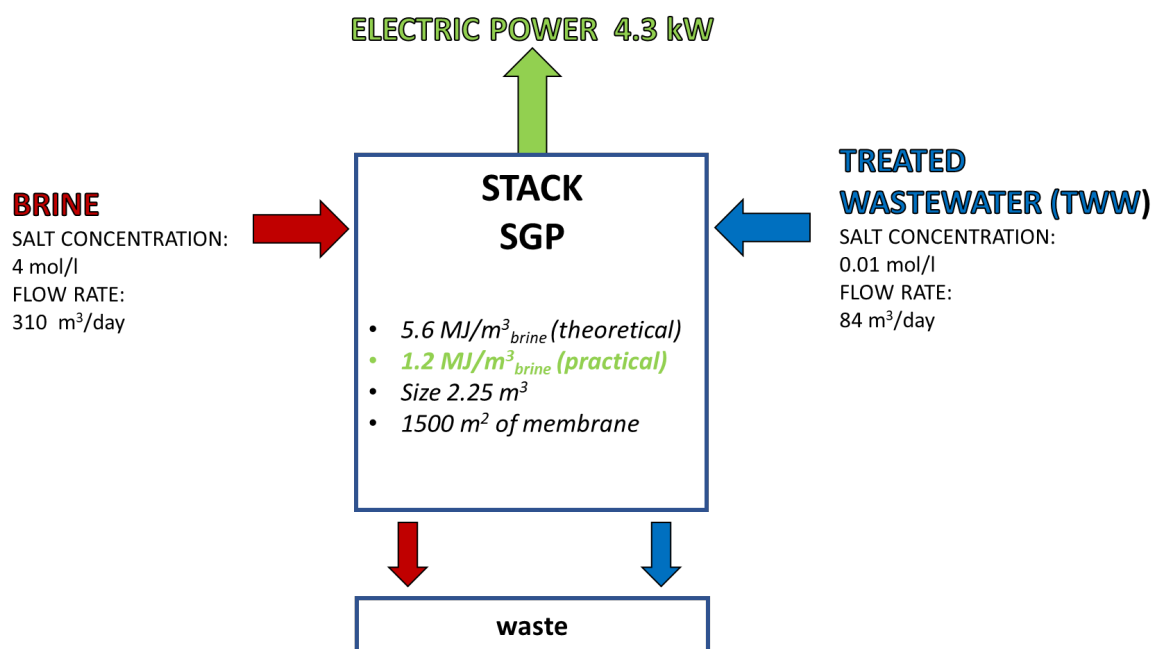 ELECTRIC POWER 4.3 kW
STACK
SGP
BRINE
SALT CONCENTRATION:
4 mol/l
FLOW RATE:
310 m³/day
TREATED
WASTEWATER (TWW)
SALT CONCENTRATION:
0.01 mol/l
FLOW RATE:
84 m³/day
• 5.6 MJ/m³brine (theoretical)
• 1.2 MJ/m³brine (practical)
• Size 2.25 m³
• 1500 m² of membrane
waste